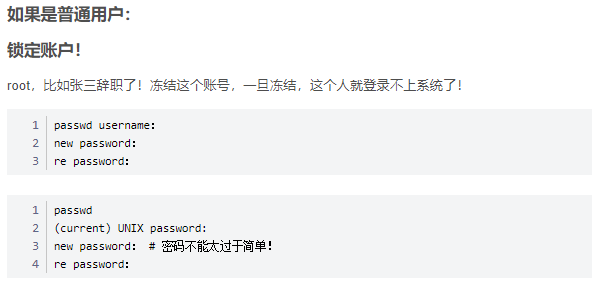 如果是普通用户：
锁定账户！
root，比如张三辞职了！冻结这个账号，一旦冻结，这个人就登录不上系统了！
1 passwd username:
2 new password:
3 re password:
1 passwd
2 (current) UNIX password:
3 new password: # 密码不能太过于简单！
4 re password: